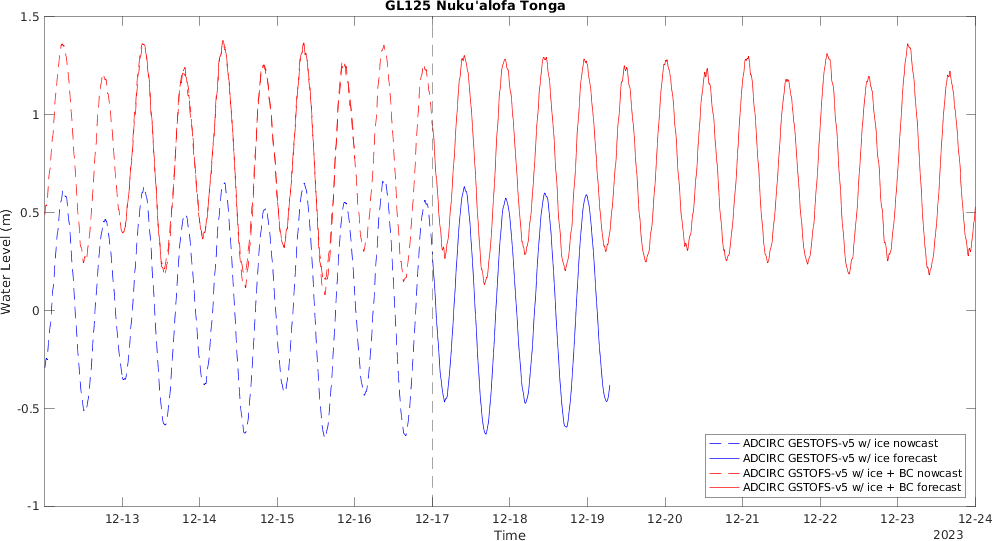 GL125 Nuku'alofa Tonga
1.5
1
0.5
0
-0.5
-1
Water Level (m)
12-13 12-14 12-15 12-16 12-17 12-18 12-19 12-20 12-21 12-22 12-23 12-24
Time
2023
ADCIRC GESTOFS-v5 w/ ice nowcast
ADCIRC GESTOFS-v5 w/ ice forecast
ADCIRC GSTOFS-v5 w/ ice + BC nowcast
ADCIRC GSTOFS-v5 w/ ice + BC forecast